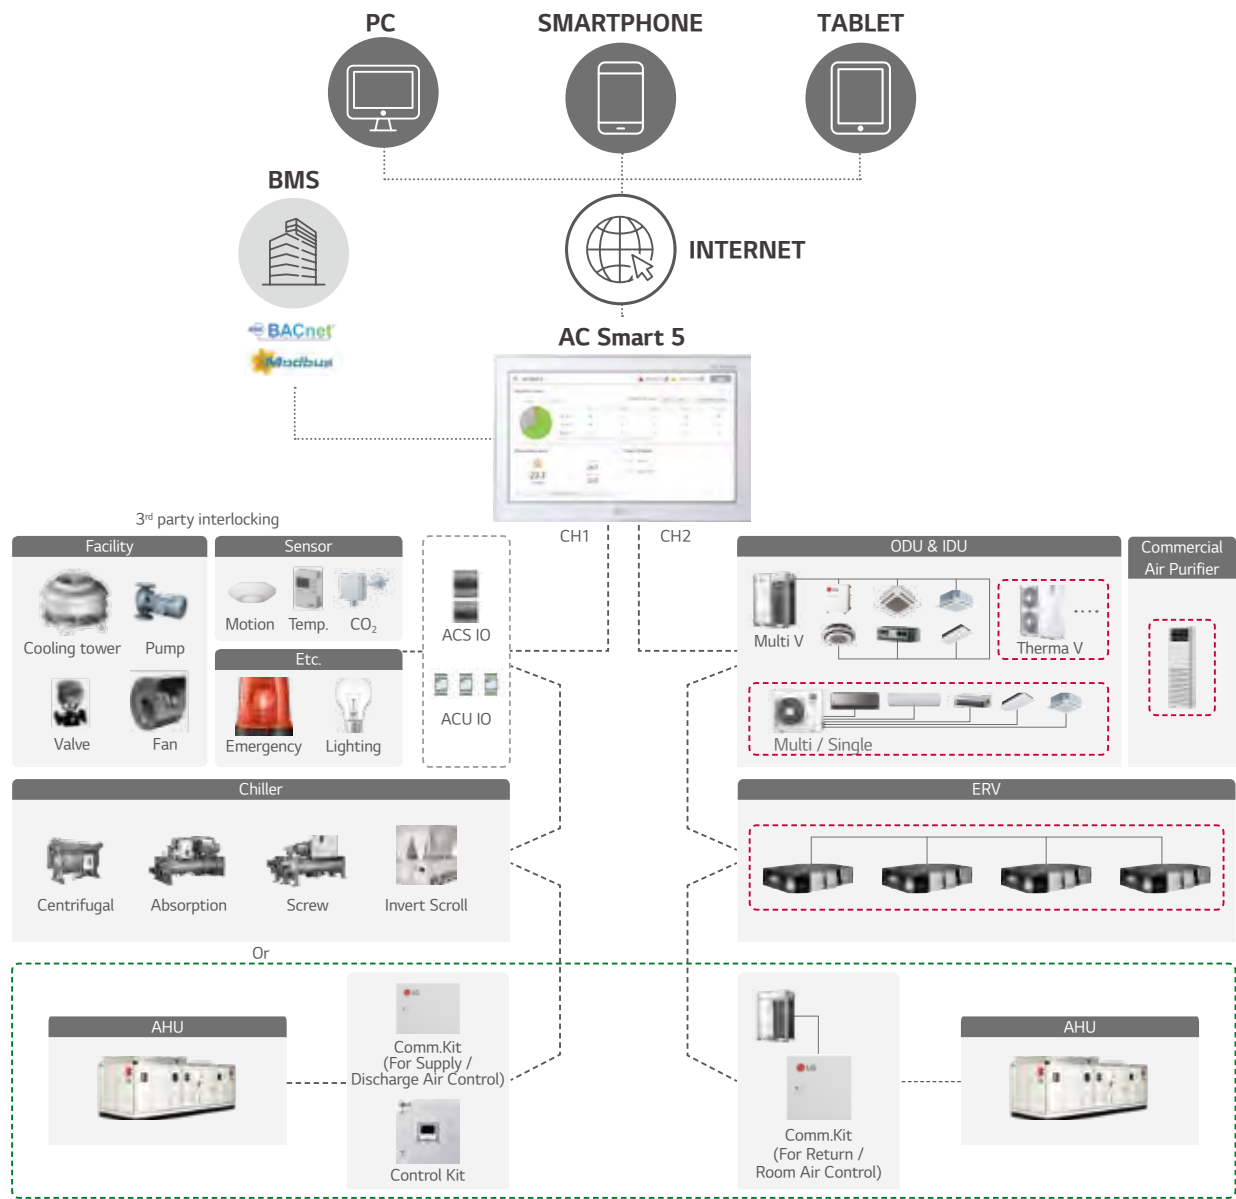 PC
SMARTPHONE
TABLET
BMS
INTERNET
BACnet
Modbus
AC Smart 5
3rd party interlocking
CH1
CH2
Facility
Cooling tower
Pump
Valve
Fan
Sensor
Motion
Temp.
CO2
Etc.
Emergency
Lighting
ACS IO
ACU IO
ODU & IDU
Multi V
Therma V
Multi / Single
Commercial
Air Purifier
Chiller
Centrifugal
Absorption
Screw
Invert Scroll
ERV
Or
AHU
LG
Comm.Kit
(For Supply /
Discharge Air Control)
Control Kit
LG
Comm.Kit
(For Return /
Room Air Control)
AHU